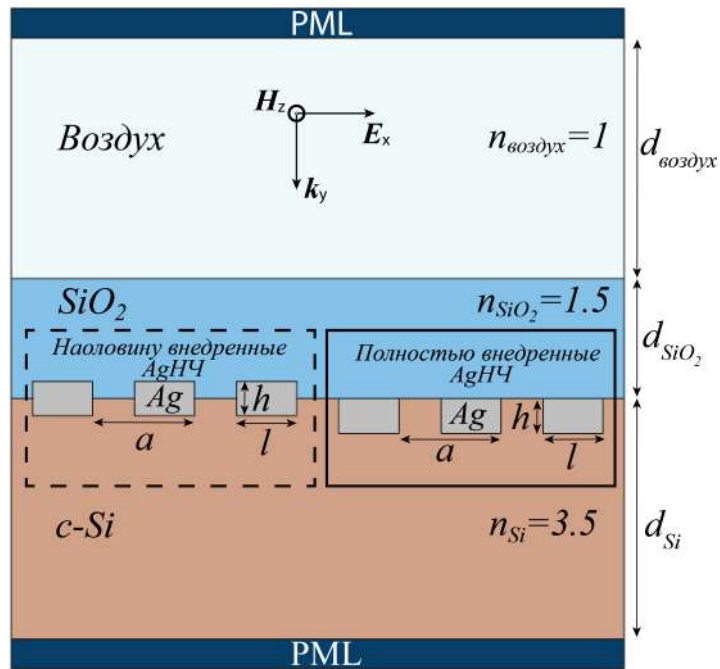 PML
H_z
E_x
k_y
Воздух
n_воздух=1
d_воздух
SiO₂
n_SiO₂=1.5
d_SiO₂
Наоловину внедренные
AgНЧ
Полностью внедренные
AgНЧ
Ag
h
a
l
Ag
h
a
l
c-Si
n_Si=3.5
d_Si
PML